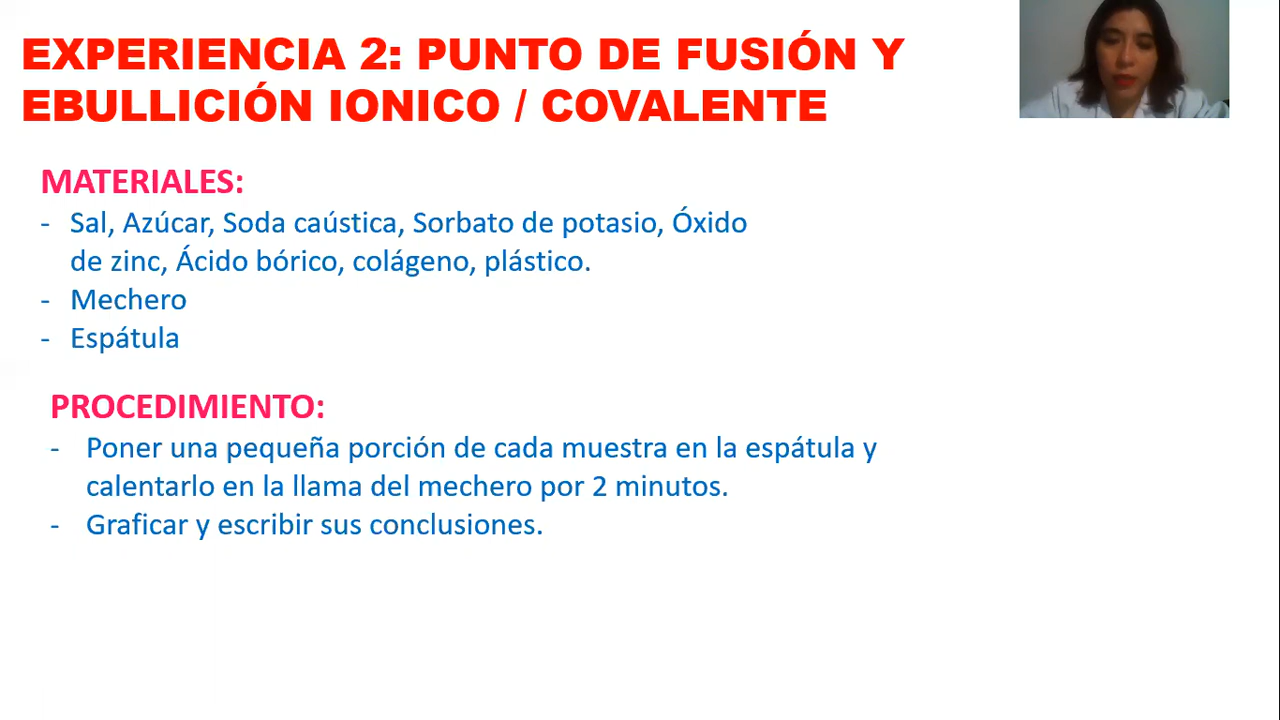 EXPERIENCIA 2: PUNTO DE FUSIÓN Y
EBULLICIÓN IONICO / COVALENTE
MATERIALES:
- Sal, Azúcar, Soda caústica, Sorbato de potasio, Óxido
de zinc, Ácido bórico, colágeno, plástico.
- Mechero
- Espátula
PROCEDIMIENTO:
- Poner una pequeña porción de cada muestra en la espátula y
calentarlo en la llama del mechero por 2 minutos.
- Graficar y escribir sus conclusiones.